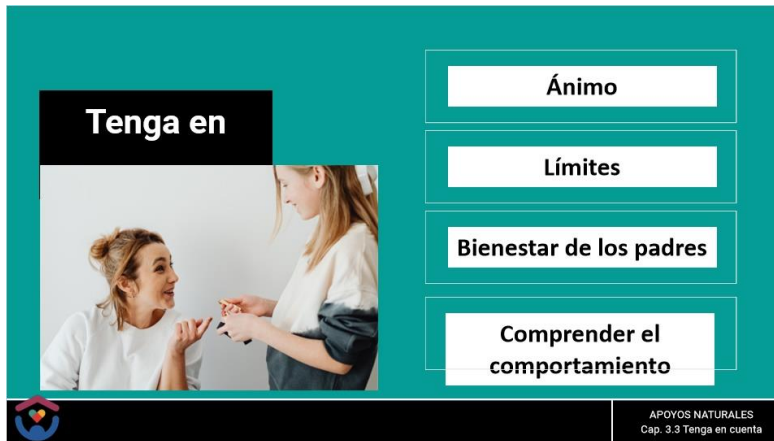 Tenga en
Ánimo
Límites
Bienestar de los padres
Comprender el
comportamiento
APOYOS NATURALES
Cap. 3.3 Tenga en cuenta